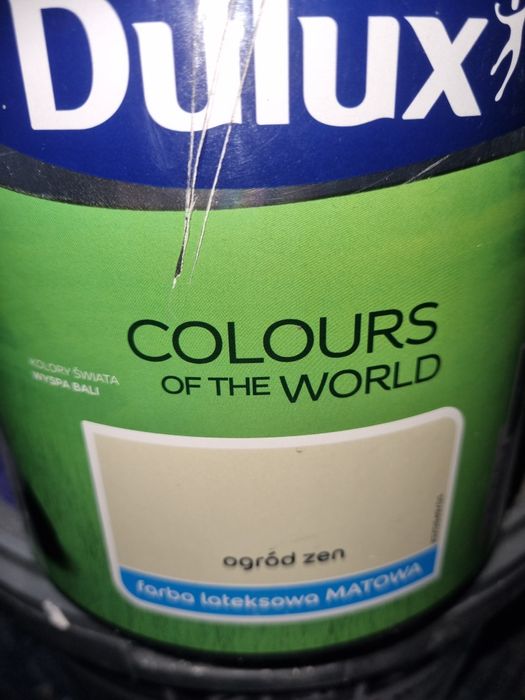 Dulux
COLOURS
OF THE WORLD
KOLORY ŚWIATA
WYSPA BALI
ogród zen
farba lateksowa MATOWA